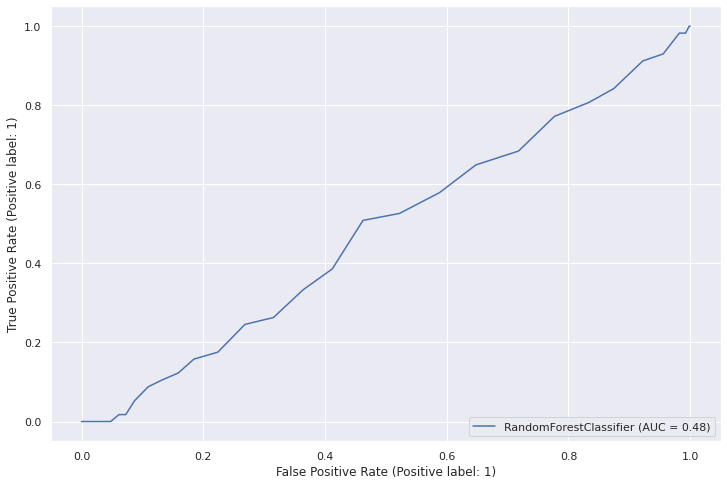 1.0
0.8
0.6
0.4
0.2
0.0
True Positive Rate (Positive label: 1)
RandomForestClassifier (AUC = 0.48)
0.0 0.2 0.4 0.6 0.8 1.0
False Positive Rate (Positive label: 1)